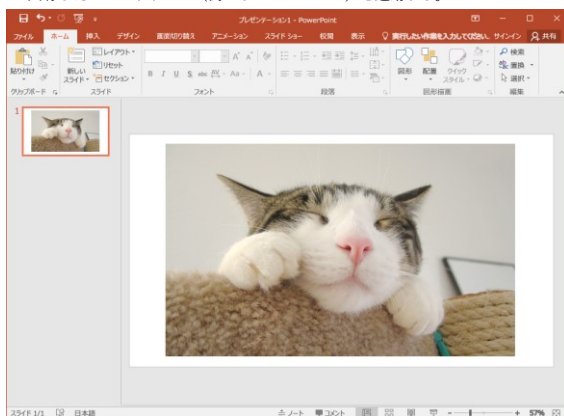 プレゼンテーション1 - PowerPoint
ファイル ホーム 挿入 デザイン 画面切り替え アニメーション スライド ショー 校閲 表示 実行したい作業を入力してください サインイン 共有
貼り付け
新しい
スライド
レイアウト
リセット
セクション
B I U S abc AV Aa A
図形
配置
クイック
スタイル
検索
置換
選択
クリップボード スライド フォント 段落 図形描画 編集
1
スライド 1/1 日本語 ノート コメント 57%